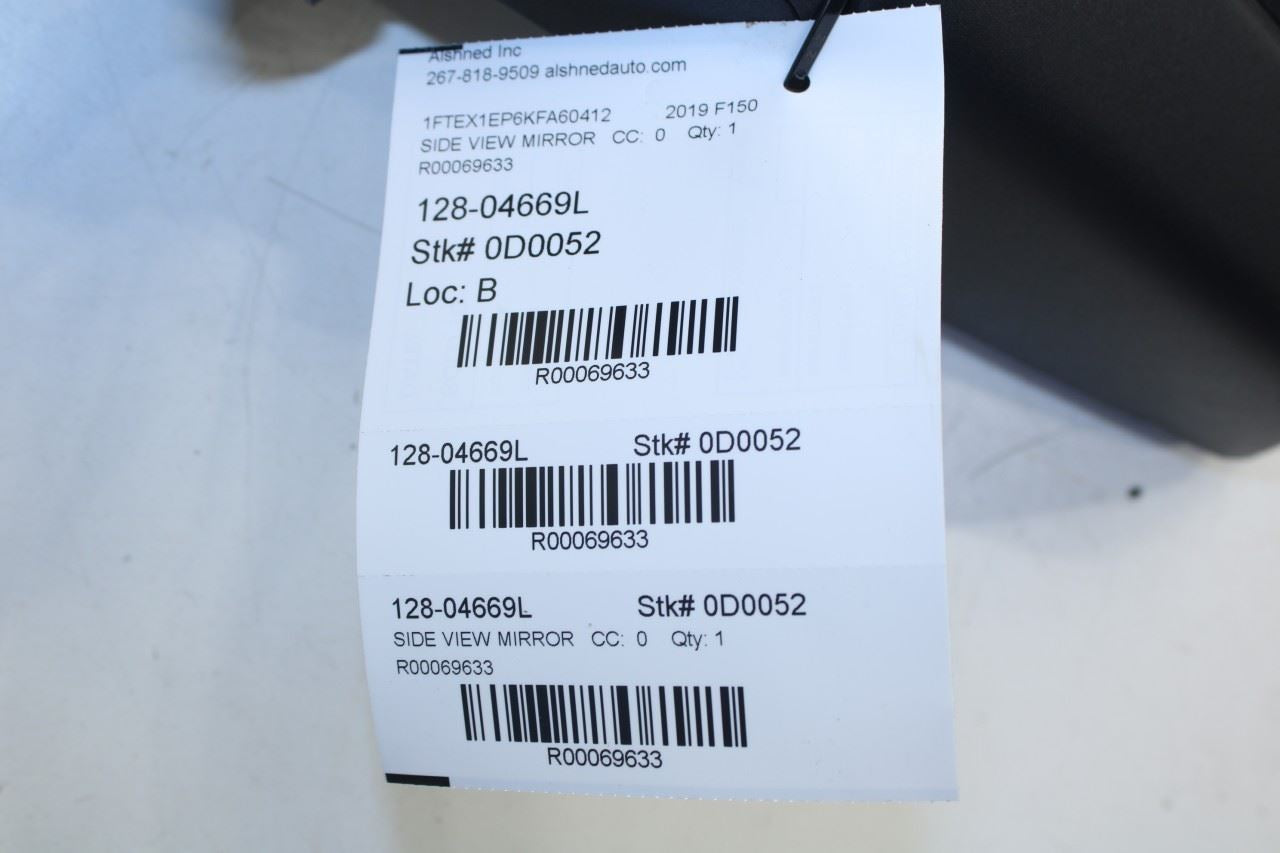 Alshned Inc
267-818-9509 alshnedauto.com
1FTEX1EP6KFA60412 2019 F150
SIDE VIEW MIRROR CC: 0 Qty: 1
R00069633
128-04669L
Stk# 0D0052
Loc: B
R00069633
128-04669L Stk# 0D0052
R00069633
128-04669L Stk# 0D0052
SIDE VIEW MIRROR CC: 0 Qty: 1
R00069633
R00069633